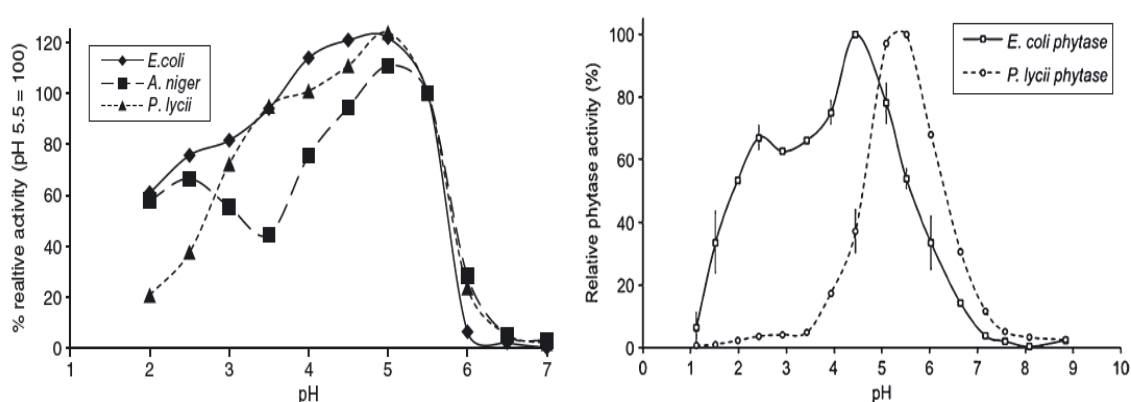 % realtive activity (pH 5.5 = 100)
120
100
80
60
40
20
0
1 2 3 4 5 6 7
pH
E.coli
A. niger
P. lycii
Relative phytase activity (%)
100
80
60
40
20
0
0 1 2 3 4 5 6 7 8 9 10
pH
E. coli phytase
P. lycii phytase